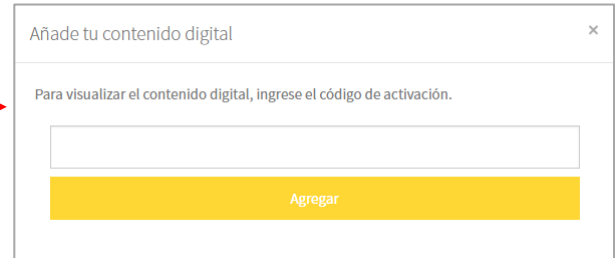 Añade tu contenido digital ×
Para visualizar el contenido digital, ingrese el código de activación.
Agregar